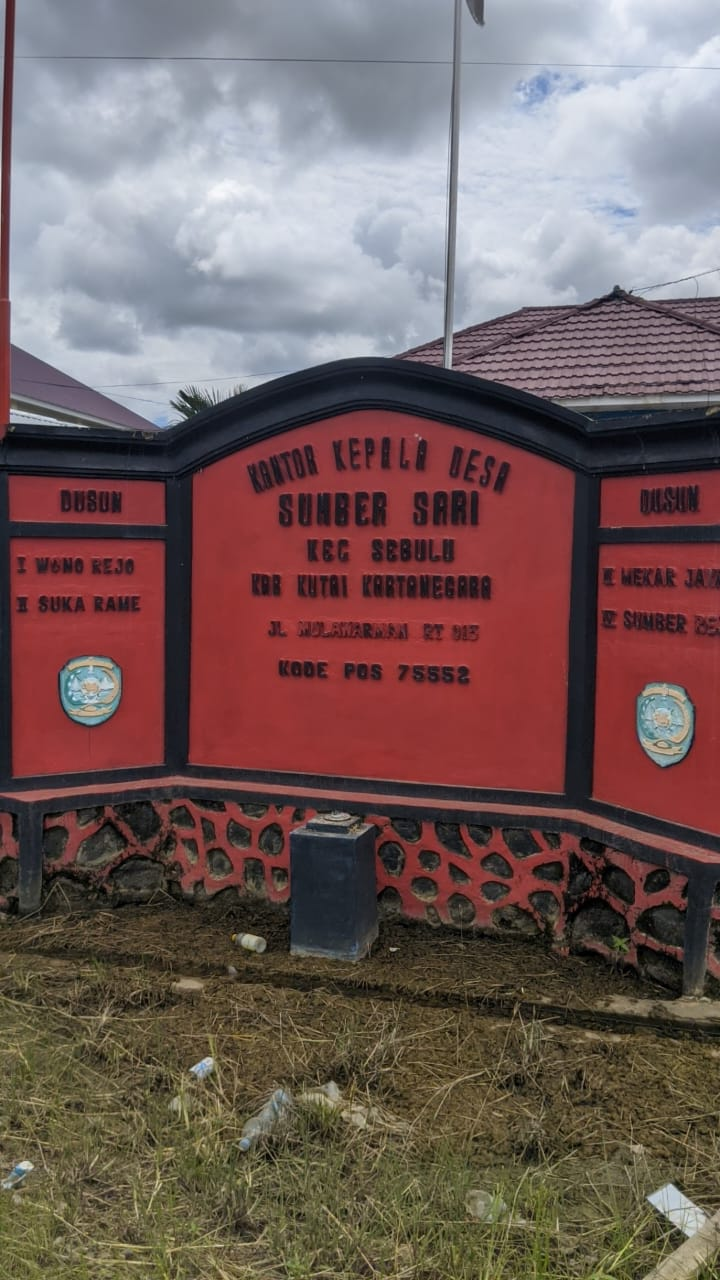 DUSUN
I WONO REJO
II SUKA RAME
KANTOR KEPALA DESA
SUMBER SARI
KEC SEBULU
KAB KUTAI KARTANEGARA
JL MULAWARMAN RT 013
KODE POS 75552
DUSUN
III MEKAR
IV SUMBER